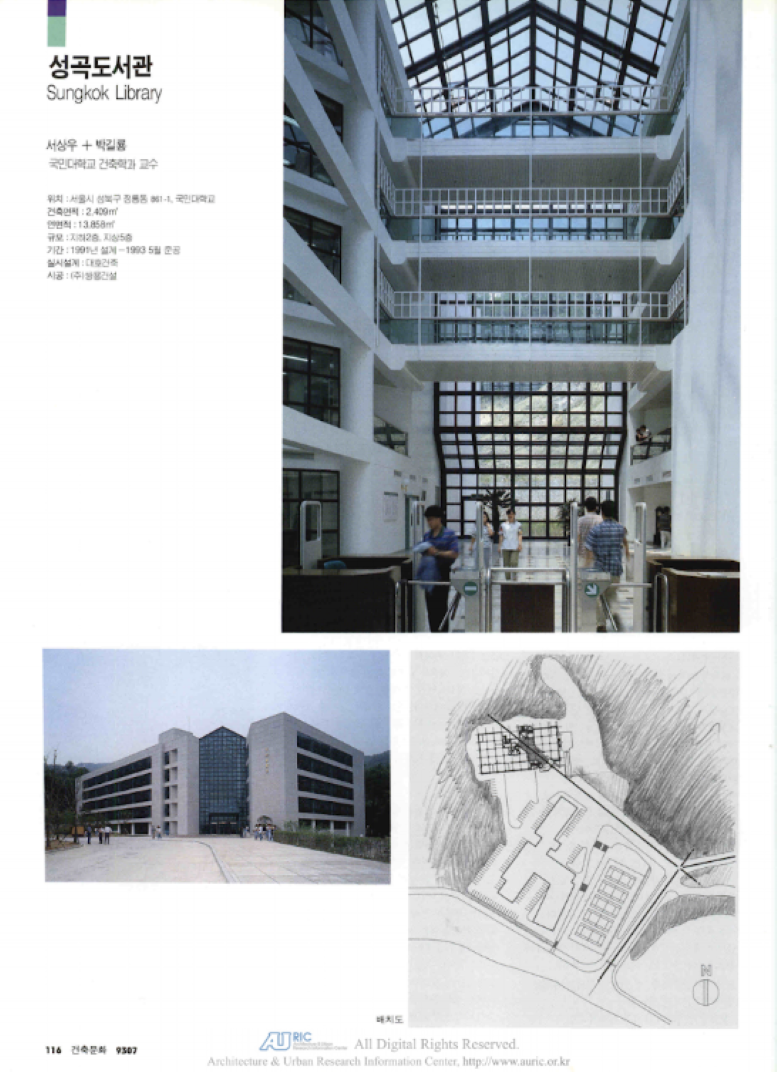 성곡도서관
Sungkok Library
서상우 + 박길룡
국민대학교 건축학과 교수
위치 : 서울시 성북구 정릉동 861-1, 국민대학교
건축면적 : 2,409㎡
연면적 : 13,858㎡
규모 : 지하2층, 지상5층
기간 : 1991년 설계 – 1993 5월 준공
실시설계 : 대호건축
시공 : (주)쌍용건설
N
배치도
116 건축문화 9307
AURIC
All Digital Rights Reserved.
Architecture & Urban Research Information Center, http://www.auric.or.kr